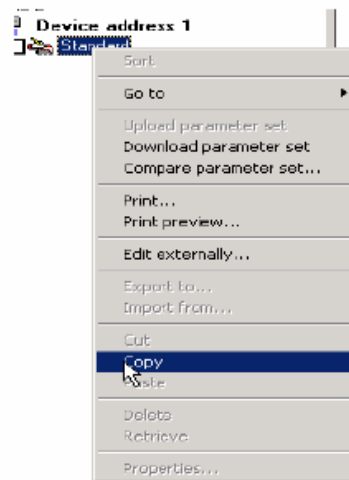 Device address 1
Standard
Sort
Go to
Upload parameter set
Download parameter set
Compare parameter set...
Print...
Print preview...
Edit externally...
Export to...
Import from...
Cut
Copy
Paste
Delete
Retrieve
Properties...